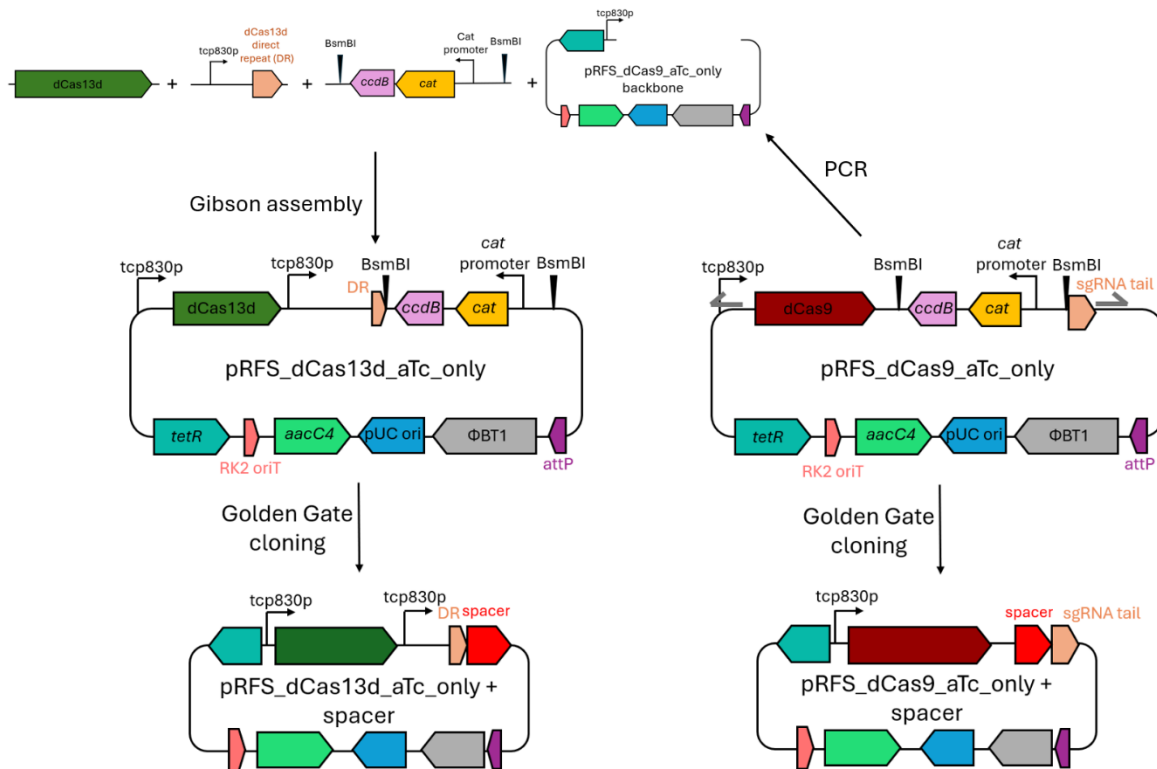 tcp830p
dCas13d
direct
repeat (DR)
tcp830p
BsmBI
Cat
promoter
BsmBI
dCas13d
+
+
ccdB
cat
+
pRFS_dCas9_aTc_only
backbone
PCR
Gibson assembly
tcp830p
tcp830p
DR
BsmBI
cat
promoter
BsmBI
dCas13d
ccdB
cat
pRFS_dCas13d_aTc_only
tetR
aacC4
pUC ori
ΦBT1
RK2 oriT
attP
tcp830p
BsmBI
cat
promoter
BsmBI
sgRNA tail
dCas9
ccdB
cat
pRFS_dCas9_aTc_only
tetR
aacC4
pUC ori
ΦBT1
RK2 oriT
attP
Golden Gate
cloning
Golden Gate
cloning
tcp830p
tcp830p
DR
spacer
pRFS_dCas13d_aTc_only +
spacer
tcp830p
spacer
sgRNA tail
pRFS_dCas9_aTc_only +
spacer